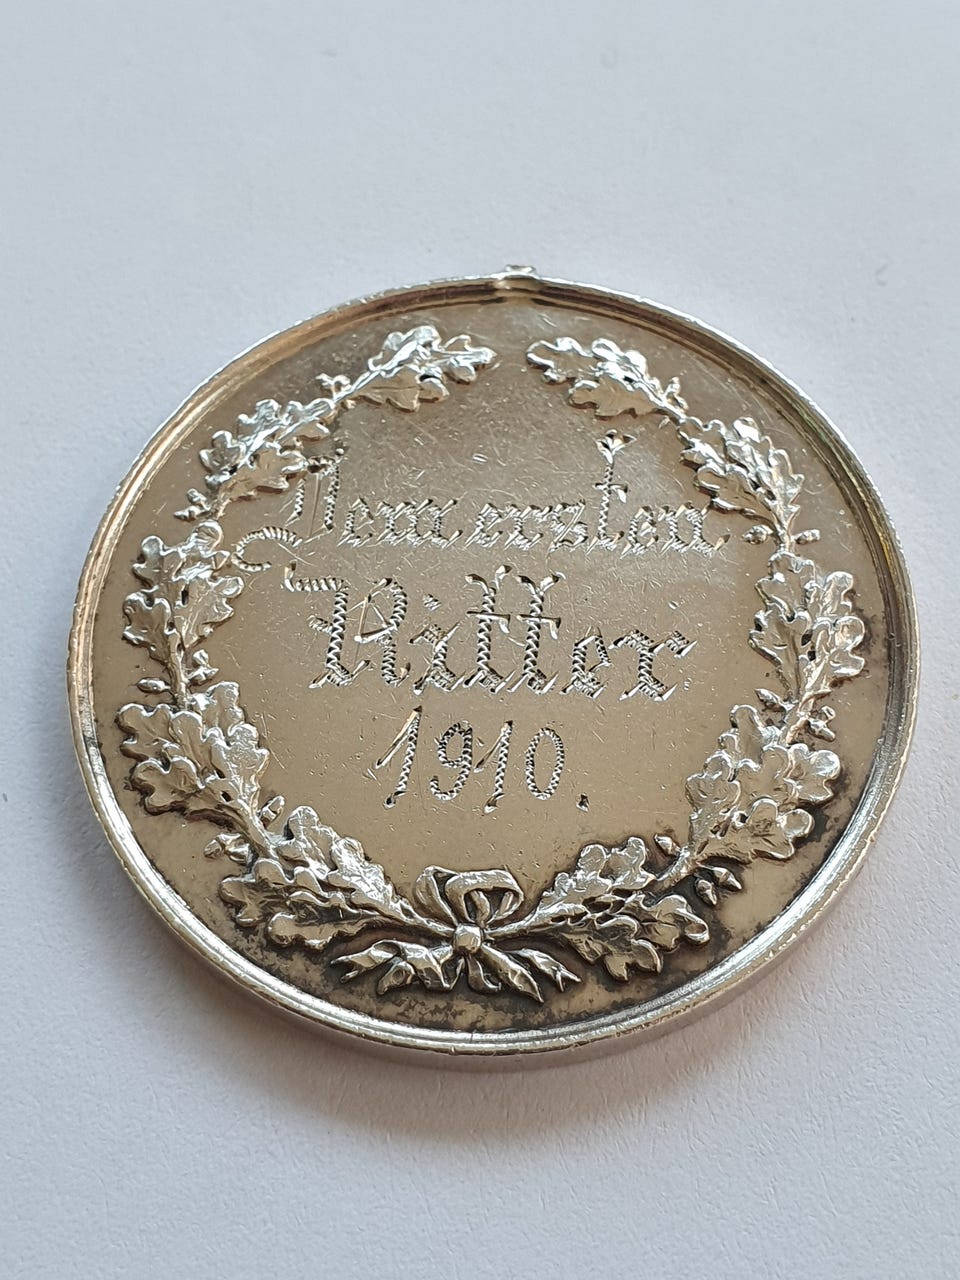 Dem ersten
Ritter
1910.